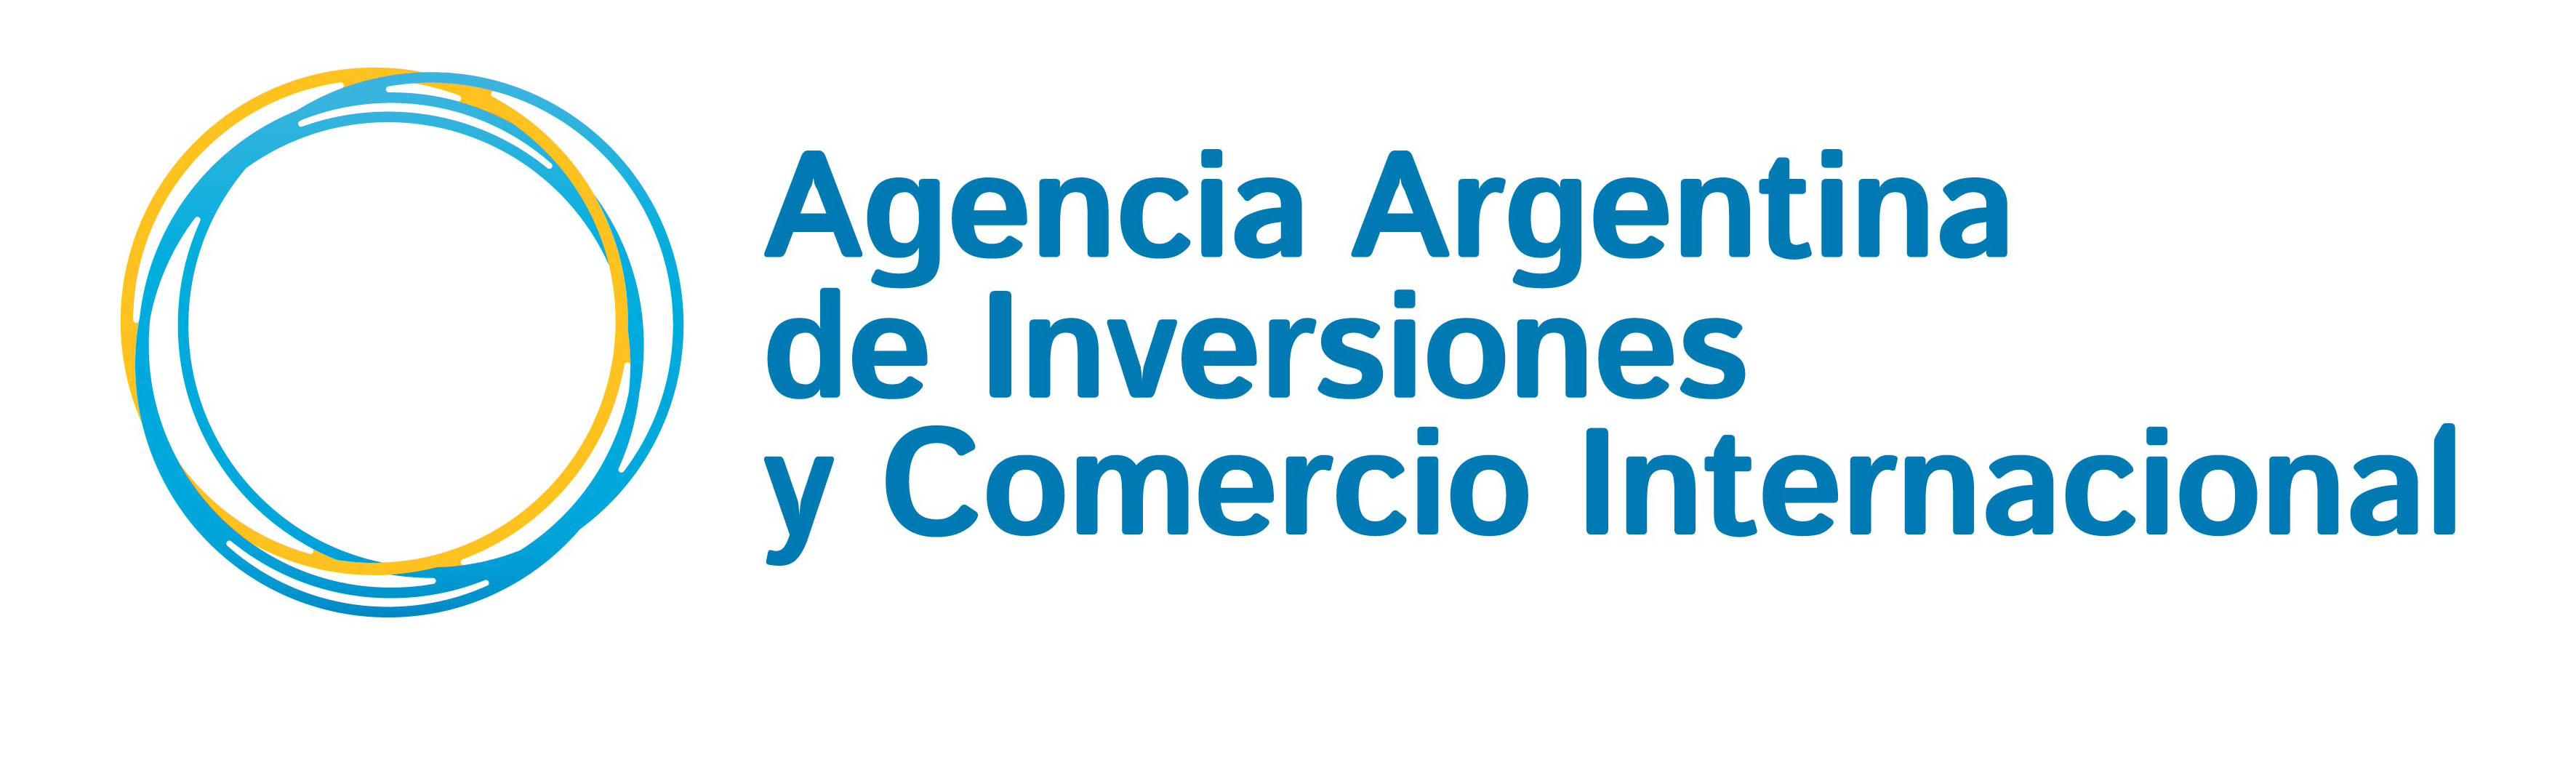 Agencia Argentina
de Inversiones
y Comercio Internacional